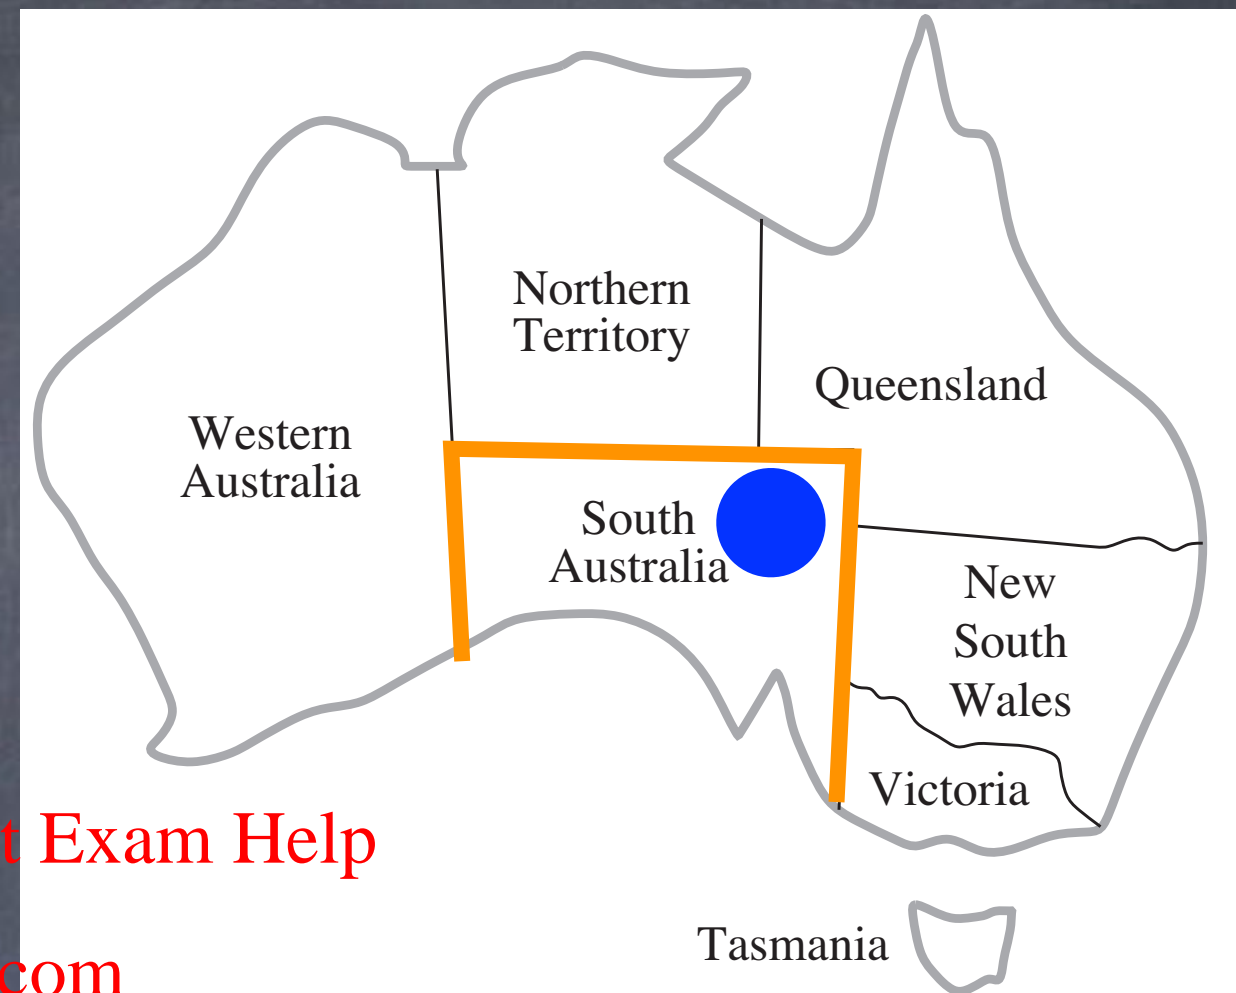 Northern
Territory
Queensland
Western
Australia
South
Australia
New
South
Wales
Victoria
t Exam Help
Tasmania
com